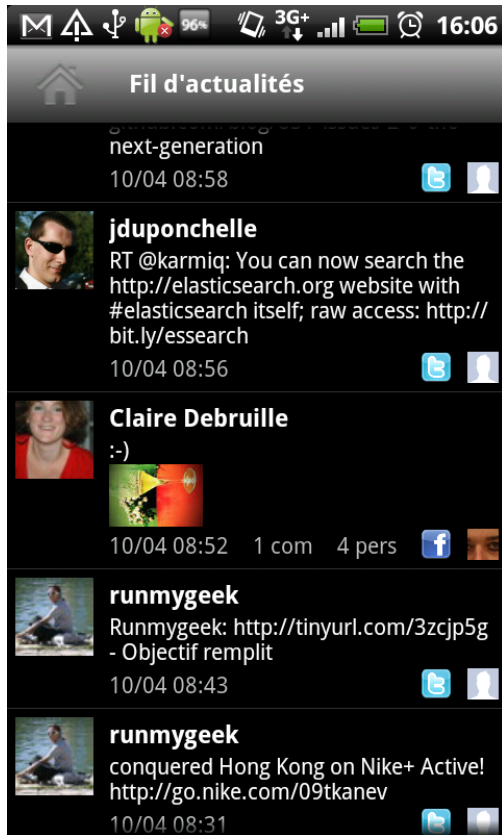 96%
3G+
16:06
Fil d'actualités
next-generation
10/04 08:58
jduponchelle
RT @karmiq: You can now search the
http://elasticsearch.org website with
#elasticsearch itself; raw access: http://
bit.ly/essearch
10/04 08:56
Claire Debruille
:-)
10/04 08:52 1 com 4 pers
runmygeek
Runmygeek: http://tinyurl.com/3zcjp5g
- Objectif remplit
10/04 08:43
runmygeek
conquered Hong Kong on Nike+ Active!
http://go.nike.com/09tkanev
10/04 08:31